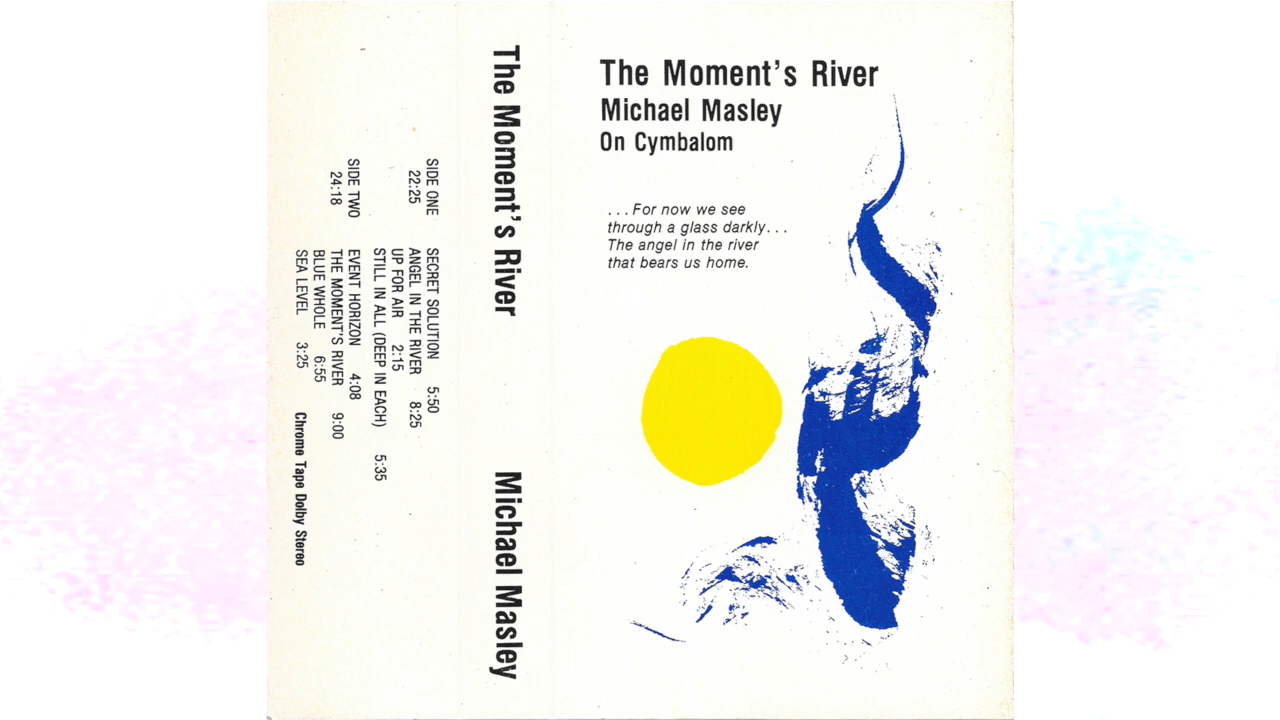 The Moment's River
Michael Masley
On Cymbalom
...For now we see
through a glass darkly...
The angel in the river
that bears us home.
The Moment's River Michael Masley
SIDE ONE SECRET SOLUTION 5:50
22:25 ANGEL IN THE RIVER 8:25
UP FOR AIR 2:15
STILL IN ALL (DEEP IN EACH) 5:35
SIDE TWO EVENT HORIZON 4:08
24:18 THE MOMENT'S RIVER 9:00
BLUE WHOLE 6:55
SEA LEVEL 3:25
Chrome Tape Dolby Stereo